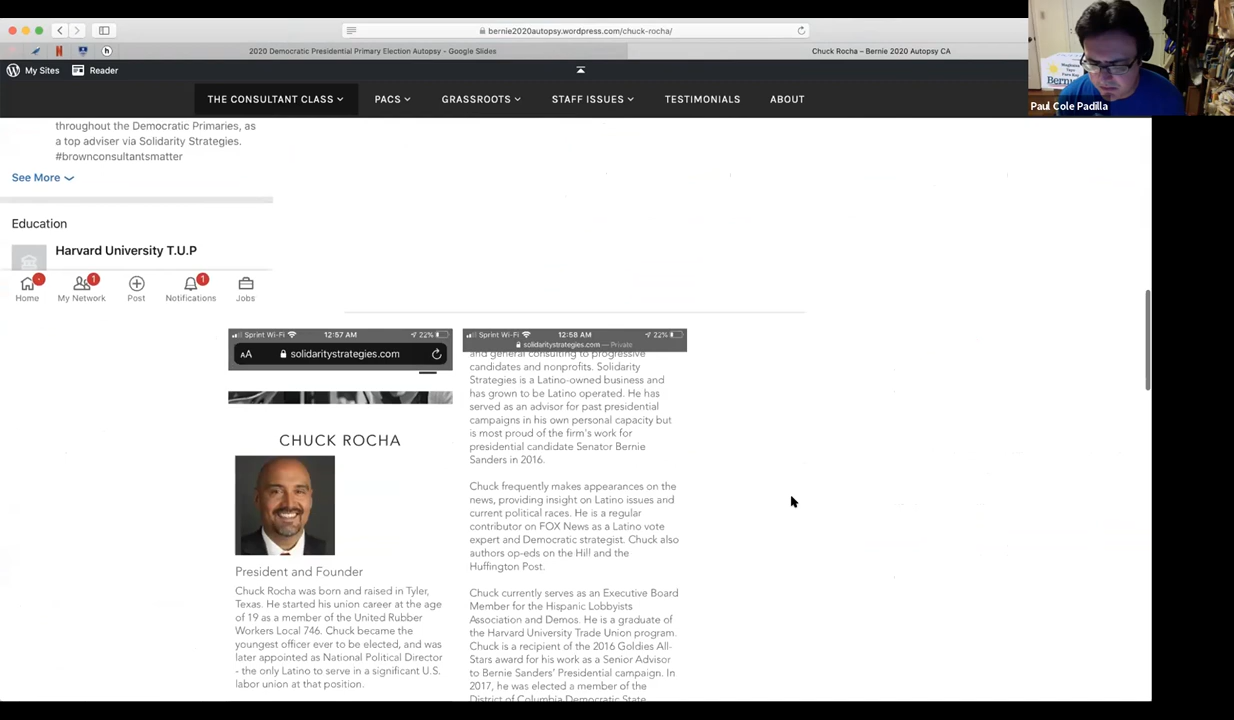 bernie2020autopsy.wordpress.com/chuck-rocha/
2020 Democratic Presidential Primary Election Autopsy - Google Slides
Chuck Rocha – Bernie 2020 Autopsy CA
My Sites
Reader
THE CONSULTANT CLASS
PACS
GRASSROOTS
STAFF ISSUES
TESTIMONIALS
ABOUT
Bernie
Paul Cole Padilla
throughout the Democratic Primaries, as
a top adviser via Solidarity Strategies.
#brownconsultantsmatter
See More
Education
Harvard University T.U.P
1
1
Home
My Network
Post
Notifications
Jobs
Sprint Wi-Fi
12:57 AM
22%
AA
solidaritystrategies.com
CHUCK ROCHA
President and Founder
Chuck Rocha was born and raised in Tyler,
Texas. He started his union career at the age
of 19 as a member of the United Rubber
Workers Local 746. Chuck became the
youngest officer ever to be elected, and was
later appointed as National Political Director
- the only Latino to serve in a significant U.S.
labor union at that position.
Sprint Wi-Fi
12:58 AM
22%
solidaritystrategies.com — Private
and general consulting to progressive
candidates and nonprofits. Solidarity
Strategies is a Latino-owned business and
has grown to be Latino operated. He has
served as an advisor for past presidential
campaigns in his own personal capacity but
is most proud of the firm's work for
presidential candidate Senator Bernie
Sanders in 2016.
Chuck frequently makes appearances on the
news, providing insight on Latino issues and
current political races. He is a regular
contributor on FOX News as a Latino vote
expert and Democratic strategist. Chuck also
authors op-eds on the Hill and the
Huffington Post.
Chuck currently serves as an Executive Board
Member for the Hispanic Lobbyists
Association and Demos. He is a graduate of
the Harvard University Trade Union program.
Chuck is a recipient of the 2016 Goldies All-
Stars award for his work as a Senior Advisor
to Bernie Sanders' Presidential campaign. In
2017, he was elected a member of the
District of Columbia Democratic State